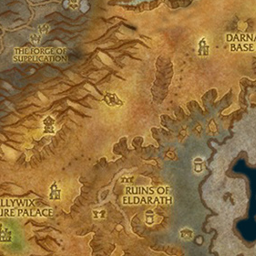 THE FORGE OF
SUPPLICATION
DARNA
BASE
RUINS OF
ELDARATH
LLYWIX
URE PALACE